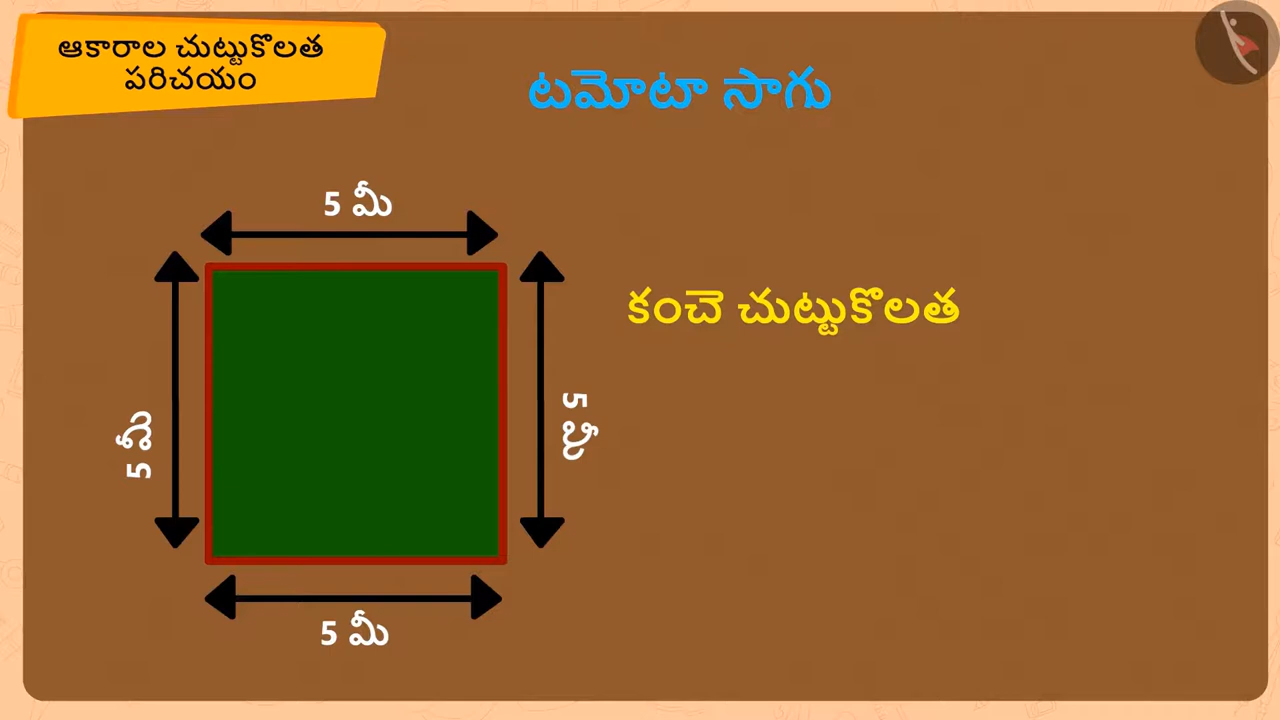 ఆకారాల చుట్టుకొలత
పరిచయం
టమోటా సాగు
5 మీ
కంచె చుట్టుకొలత
5 మీ
5 మీ
5 మీ